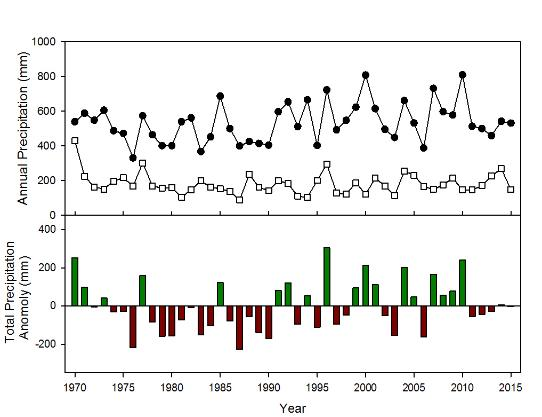 1000
800
600
400
200
0
Annual Precipitation (mm)
400
200
0
-200
Total Precipitation
Anomoly (mm)
1970 1975 1980 1985 1990 1995 2000 2005 2010 2015
Year